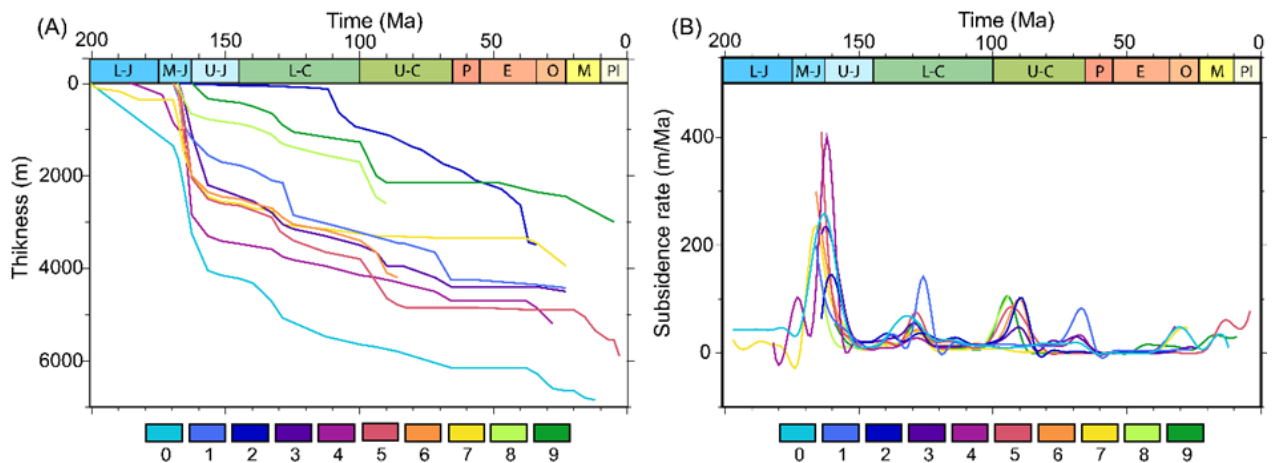 (A) Time (Ma)
200 150 100 50 0
L-J M-J U-J L-C U-C P E O M Pl
0
2000
4000
6000
Thikness (m)
0 1 2 3 4 5 6 7 8 9
(B) Time (Ma)
200 150 100 50 0
L-J M-J U-J L-C U-C P E O M Pl
400
200
0
Subsidence rate (m/Ma)
0 1 2 3 4 5 6 7 8 9